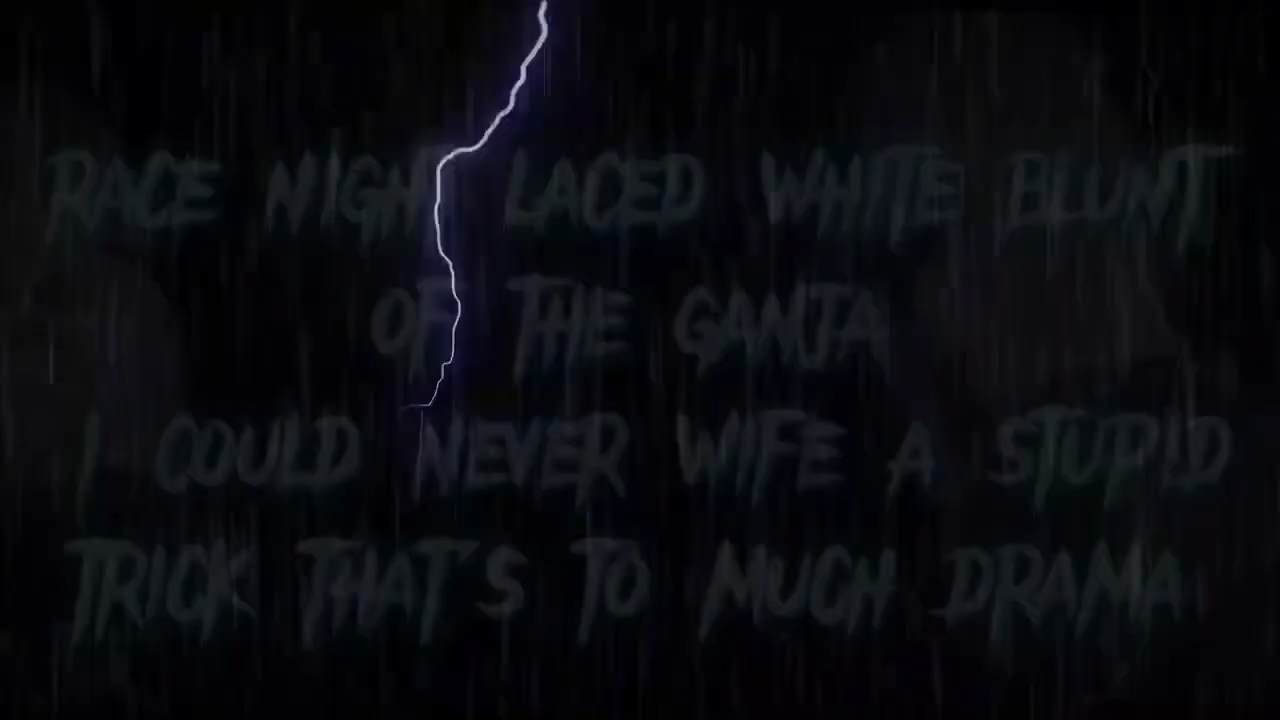 RACE NIGHT LACED WHITE BLUNT
OF THE GANJA
I COULD NEVER WIFE A STUPID
TRICK THAT'S TO MUCH DRAMA